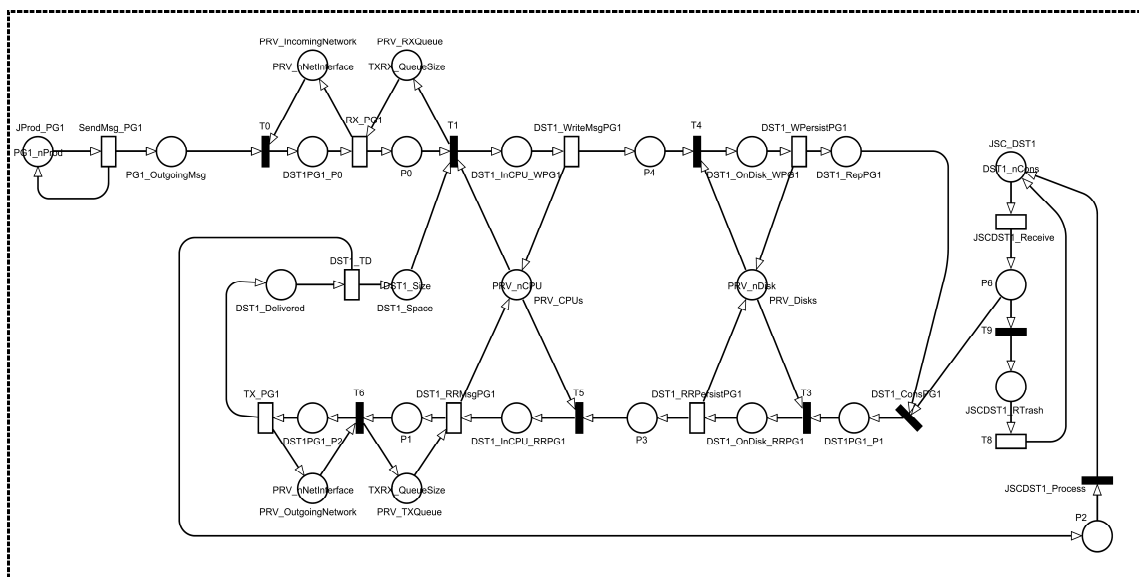 PRV_IncomingNetwork
PRV_RXQueue
PRV_nNetInterface
TXRX_QueueSize
JProd_PG1
SendMsg_PG1
T0
RX_PG1
T1
DST1_WriteMsgPG1
T4
DST1_WPersistPG1
JSC_DST1
PG1_nProd
PG1_OutgoingMsg
DST1PG1_P0
P0
DST1_InCPU_WPG1
P4
DST1_OnDisk_WPG1
DST1_RepPG1
DST1_nCons
JSCDST1_Receive
DST1_TD
DST1_Size
PRV_nCPU
PRV_nDisk
P6
DST1_Delivered
DST1_Space
PRV_CPUs
PRV_Disks
T9
TX_PG1
T6
DST1_RRMsgPG1
T5
DST1_RRPersistPG1
T3
DST1_ConsPG1
JSCDST1_RTrash
DST1PG1_P2
P1
DST1_InCPU_RRPG1
P3
DST1_OnDisk_RRPG1
DST1PG1_P1
T8
PRV_nNetInterface
TXRX_QueueSize
JSCDST1_Process
PRV_OutgoingNetwork
PRV_TXQueue
P2